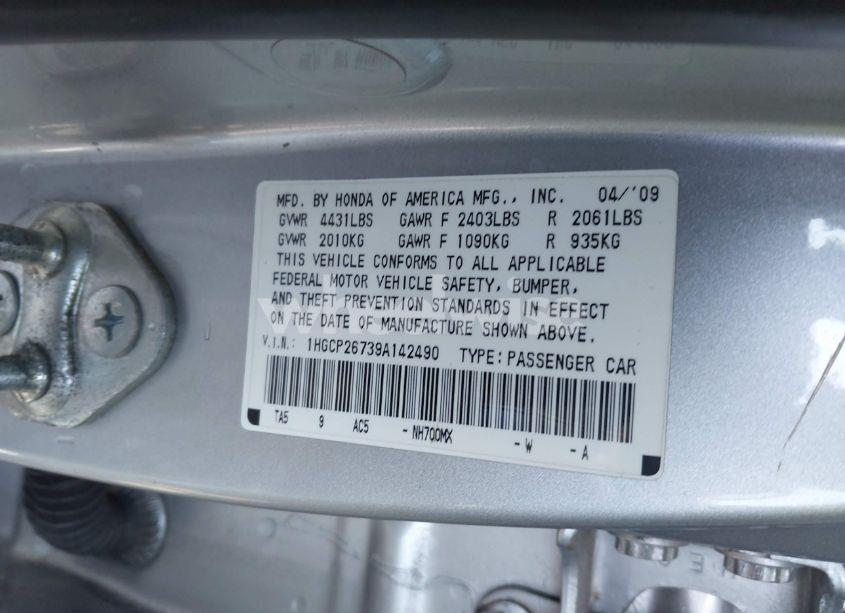 MFD. BY HONDA OF AMERICA MFG., INC. 04/'09
GVWR 4431LBS GAWR F 2403LBS R 2061LBS
GVWR 2010KG GAWR F 1090KG R 935KG
THIS VEHICLE CONFORMS TO ALL APPLICABLE
FEDERAL MOTOR VEHICLE SAFETY, BUMPER,
AND THEFT PREVENTION STANDARDS IN EFFECT
ON THE DATE OF MANUFACTURE SHOWN ABOVE.
V.I.N.: 1HGCP26739A142490 TYPE: PASSENGER CAR
TA5 9 AC5 - NH700MX - W - A